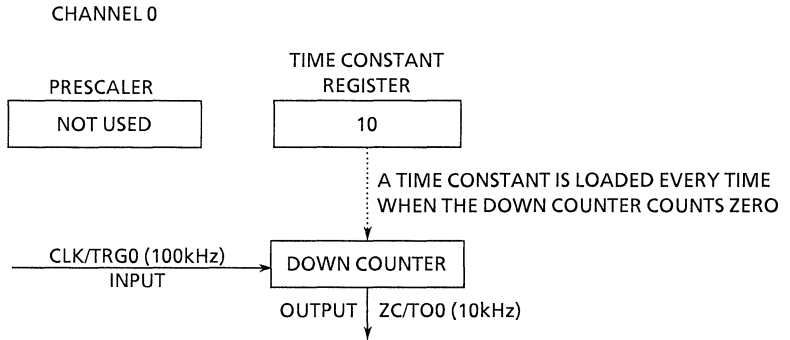 CHANNEL 0
TIME CONSTANT
REGISTER
PRESCALER
NOT USED
10
A TIME CONSTANT IS LOADED EVERY TIME
WHEN THE DOWN COUNTER COUNTS ZERO
CLK/TRG0 (100kHz)
INPUT
DOWN COUNTER
OUTPUT
ZC/TO0 (10kHz)